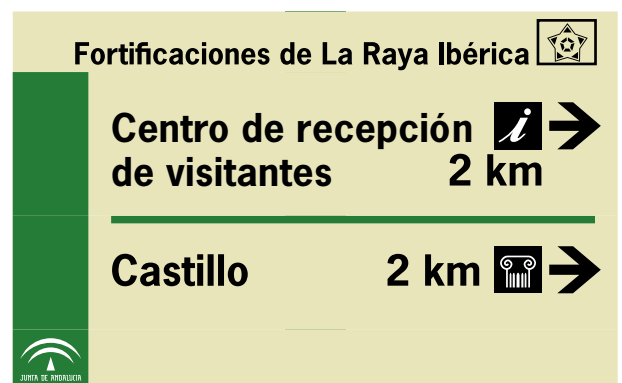 Fortificaciones de La Raya Ibérica
Centro de recepción i
de visitantes 2 km
Castillo 2 km
JUNTA DE ANDALUCIA